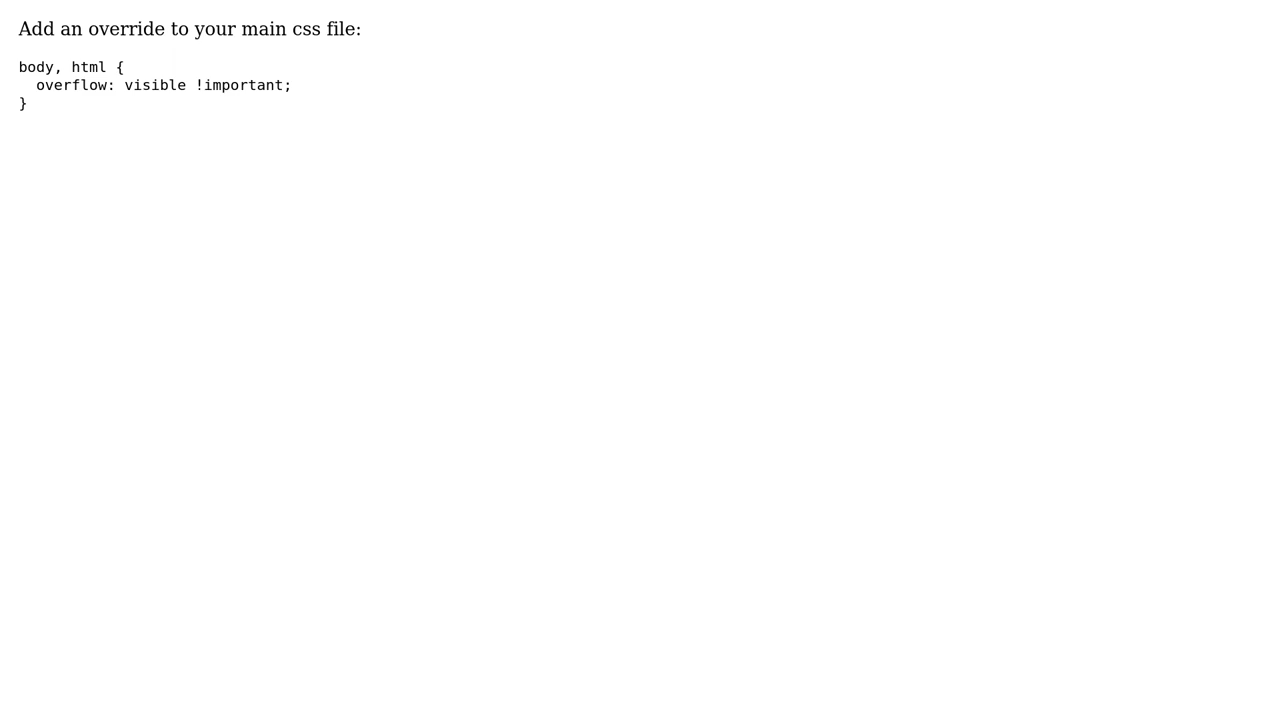 Add an override to your main css file:
body, html {
  overflow: visible !important;
}